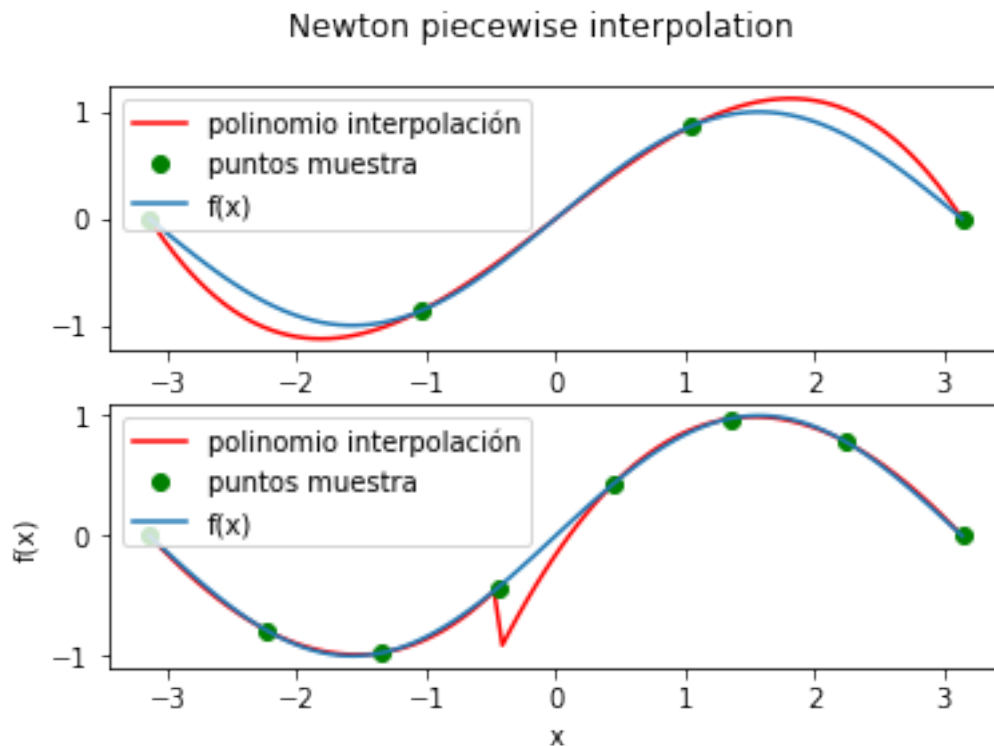 Newton piecewise interpolation
1
0
−1
polinomio interpolación
puntos muestra
f(x)
−3 −2 −1 0 1 2 3
f(x)
1
0
−1
polinomio interpolación
puntos muestra
f(x)
−3 −2 −1 0 1 2 3
x